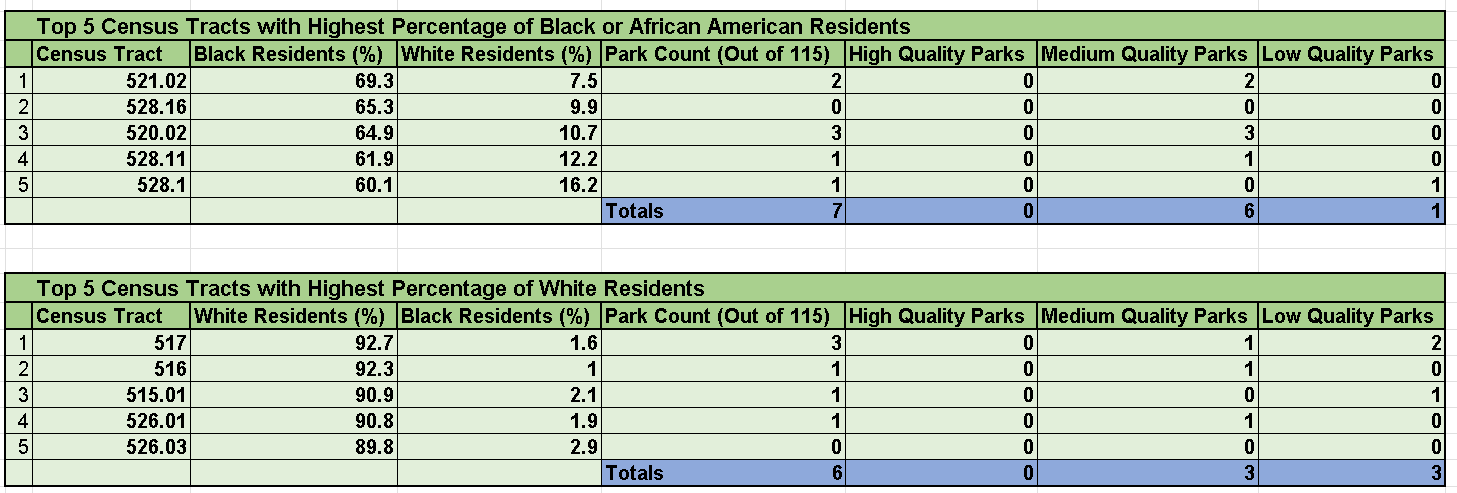 Top 5 Census Tracts with Highest Percentage of Black or African American Residents
Census Tract Black Residents (%) White Residents (%) Park Count (Out of 115) High Quality Parks Medium Quality Parks Low Quality Parks
1 521.02 69.3 7.5 2 0 2 0
2 528.16 65.3 9.9 0 0 0 0
3 520.02 64.9 10.7 3 0 3 0
4 528.11 61.9 12.2 1 0 1 0
5 528.1 60.1 16.2 1 0 0 1
Totals 7 0 6 1
Top 5 Census Tracts with Highest Percentage of White Residents
Census Tract White Residents (%) Black Residents (%) Park Count (Out of 115) High Quality Parks Medium Quality Parks Low Quality Parks
1 517 92.7 1.6 3 0 1 2
2 516 92.3 1 1 0 1 0
3 515.01 90.9 2.1 1 0 0 1
4 526.01 90.8 1.9 1 0 1 0
5 526.03 89.8 2.9 0 0 0 0
Totals 6 0 3 3